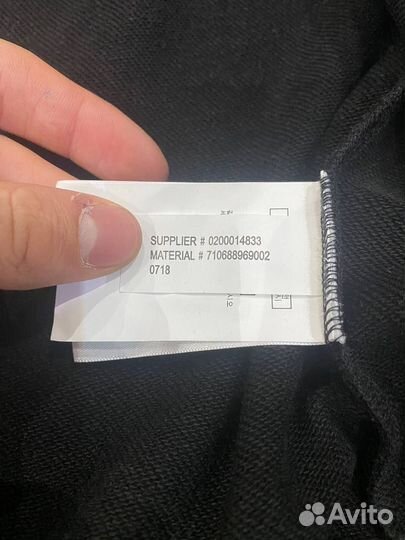 SUPPLIER # 0200014833
MATERIAL # 710688969002
0718
Avito